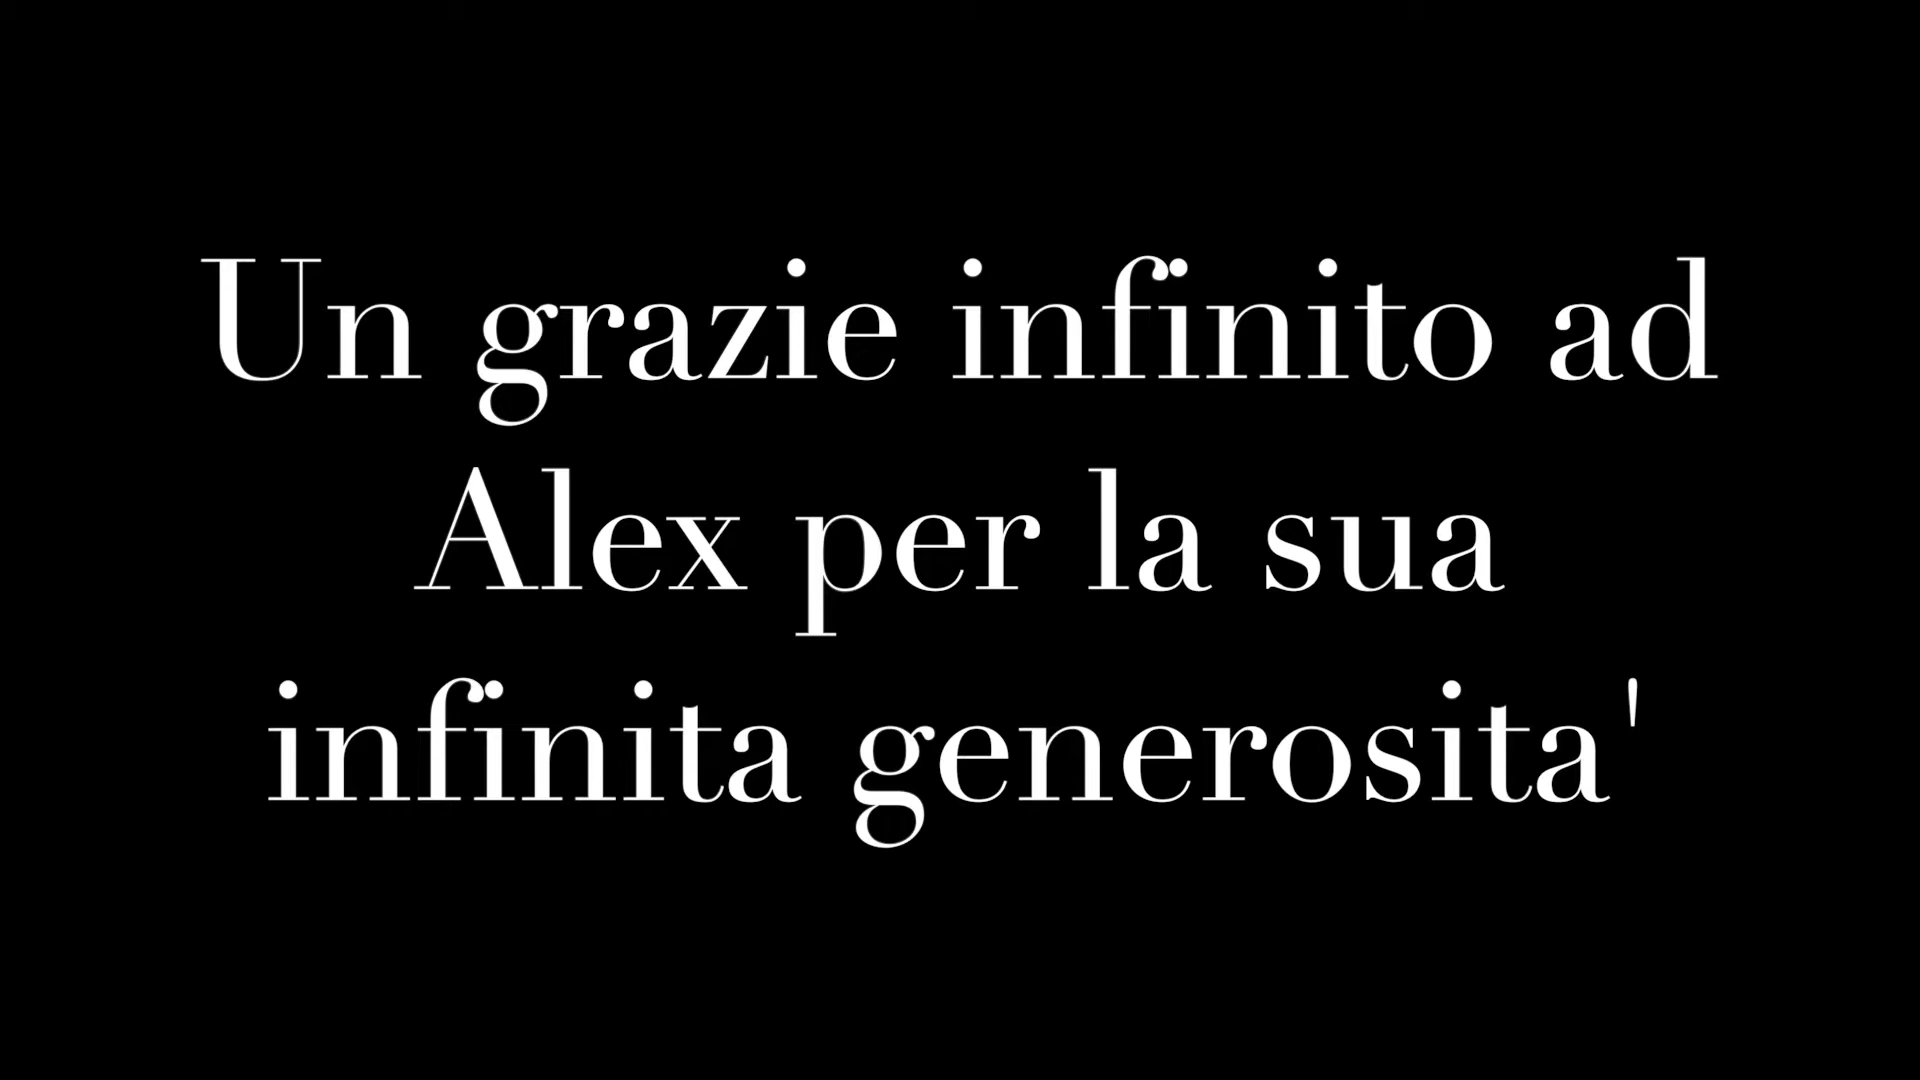 Un grazie infinito ad
Alex per la sua
infinita generosita'